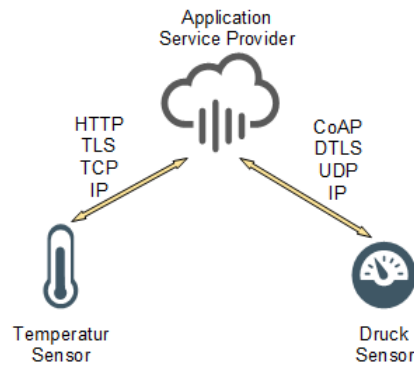 Application
Service Provider
HTTP
TLS
TCP
IP
CoAP
DTLS
UDP
IP
Temperatur
Sensor
Druck
Sensor